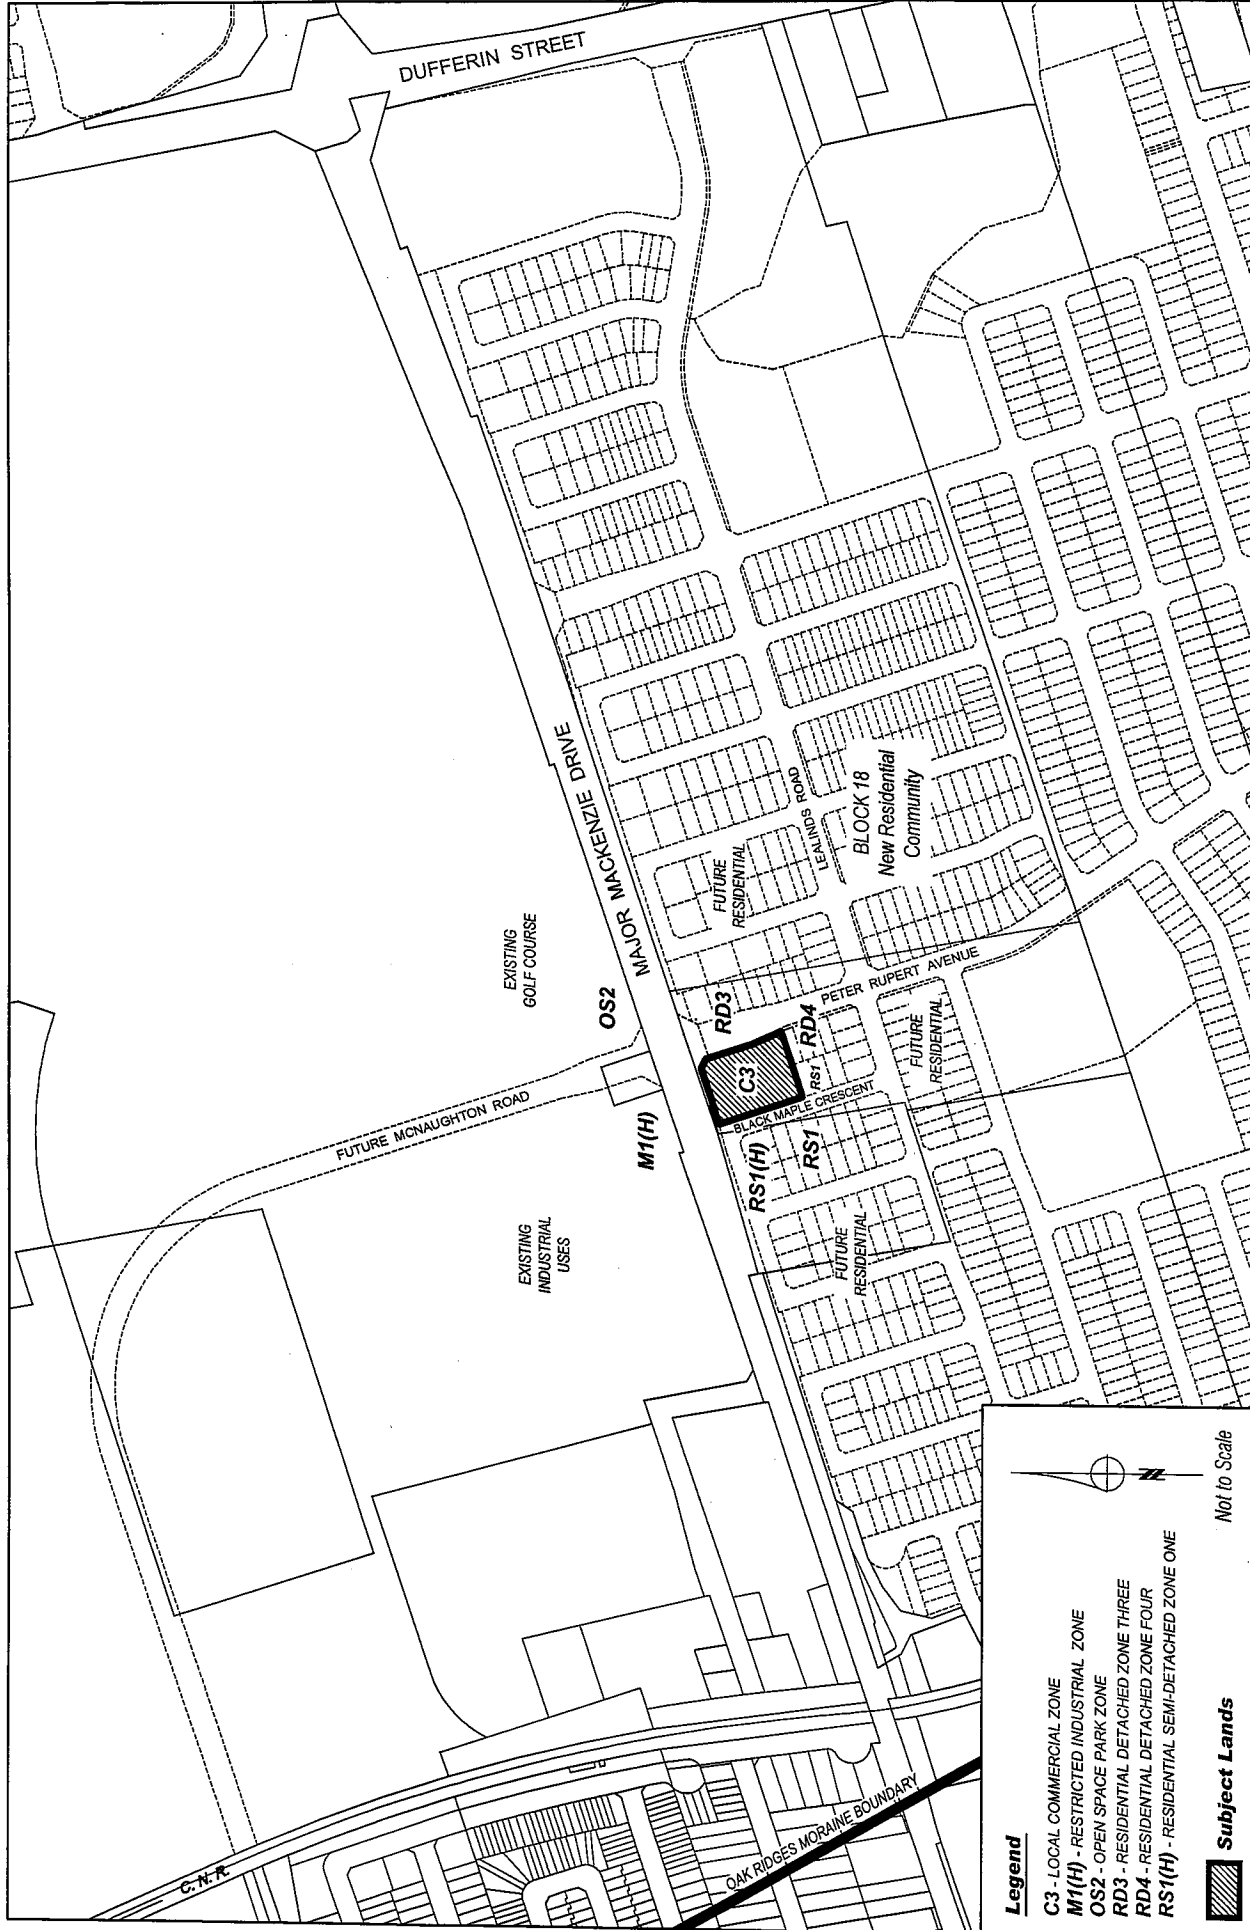 DUFFERIN STREET
MAJOR MACKENZIE DRIVE
EXISTING
GOLF COURSE
OS2
FUTURE MCNAUGHTON ROAD
M1(H)
EXISTING
INDUSTRIAL
USES
LEALINDS ROAD
BLOCK 18
New Residential
Community
FUTURE
RESIDENTIAL
PETER RUPERT AVENUE
RD3
C3
RD4
RS1
BLACK MAPLE CRESCENT
RS1(H)
RS1
FUTURE
RESIDENTIAL
FUTURE
RESIDENTIAL
C. N. R.
OAK RIDGES MORAINE BOUNDARY
Legend
C3 - LOCAL COMMERCIAL ZONE
M1(H) - RESTRICTED INDUSTRIAL ZONE
OS2 - OPEN SPACE PARK ZONE
RD3 - RESIDENTIAL DETACHED ZONE THREE
RD4 - RESIDENTIAL DETACHED ZONE FOUR
RS1(H) - RESIDENTIAL SEMI-DETACHED ZONE ONE
Subject Lands
N
Not to Scale